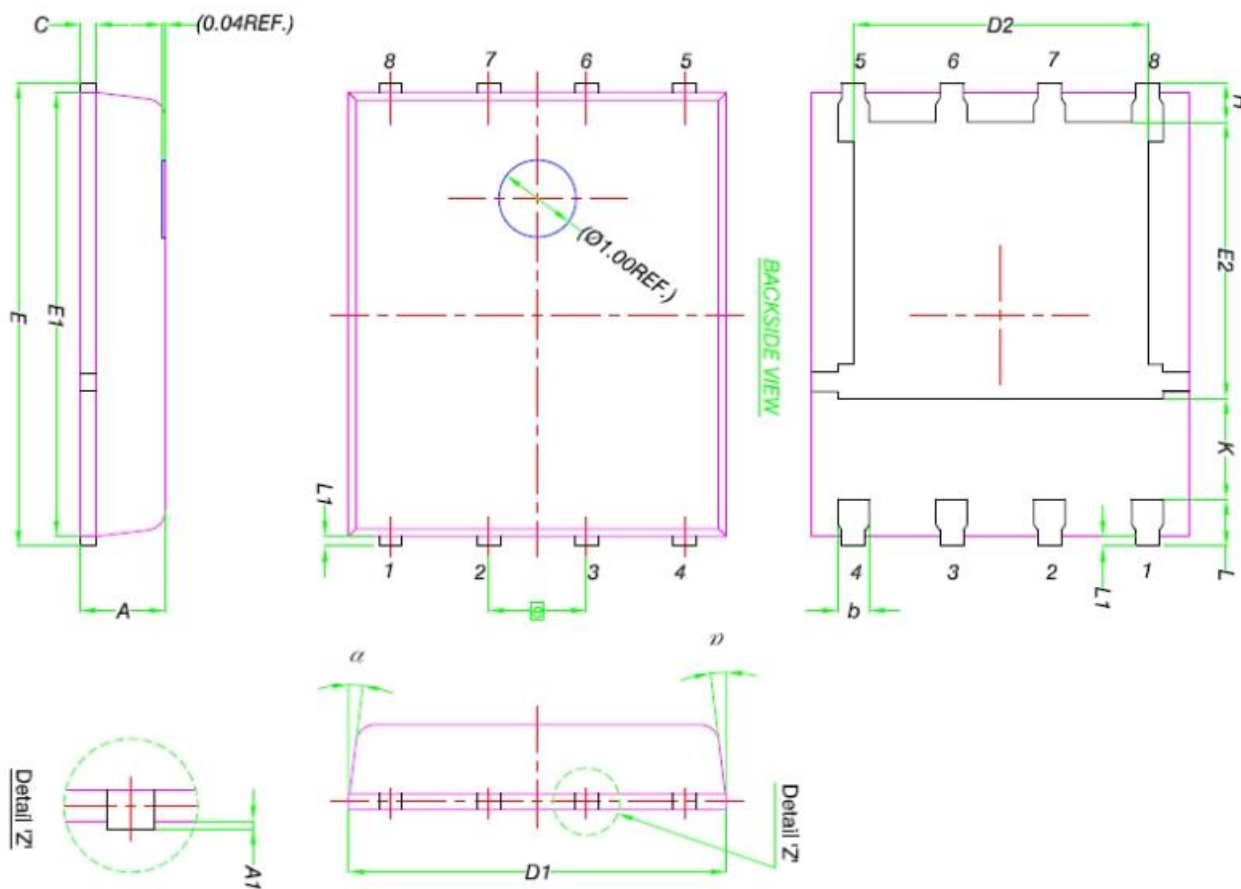 C
(0.04REF.)
E
E1
A
8 7 6 5
(Ø1.00REF.)
L1
1 2 3 4
e
BACKSIDE VIEW
D2
5 6 7 8
H
E2
K
L
L1
4 3 2 1
b
α
α
D1
Detail 'Z'
Detail 'Z'
A1